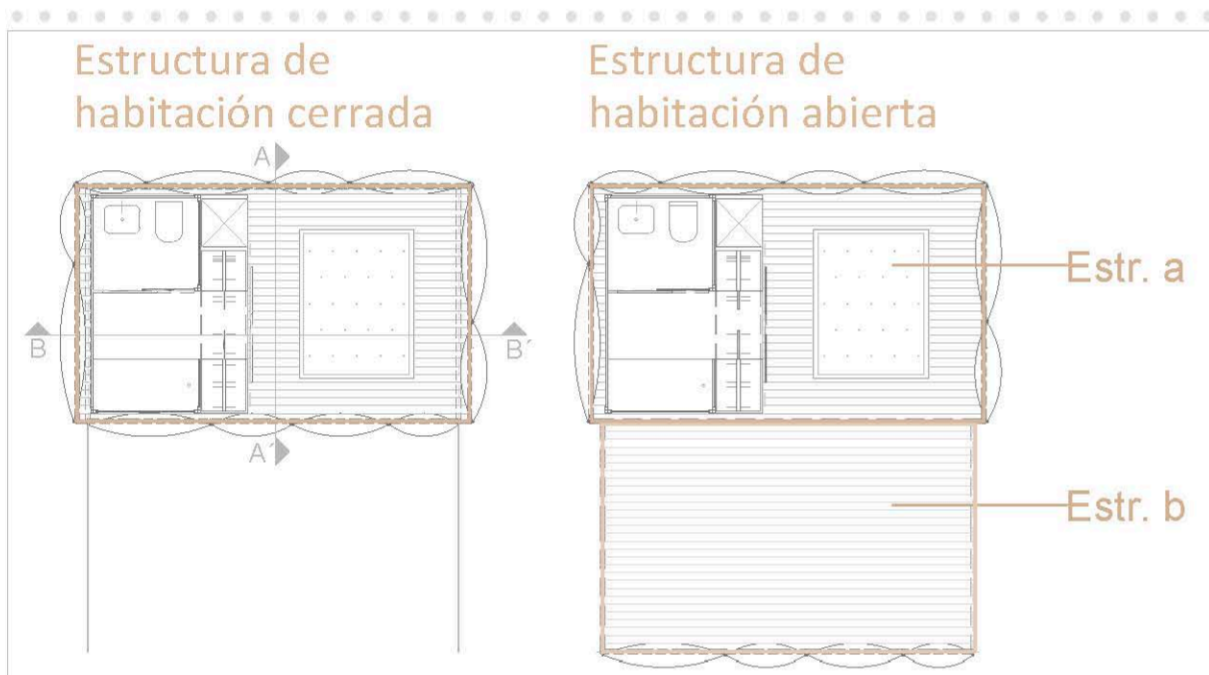 Estructura de
habitación cerrada
Estructura de
habitación abierta
A
B
B´
A´
Estr. a
Estr. b